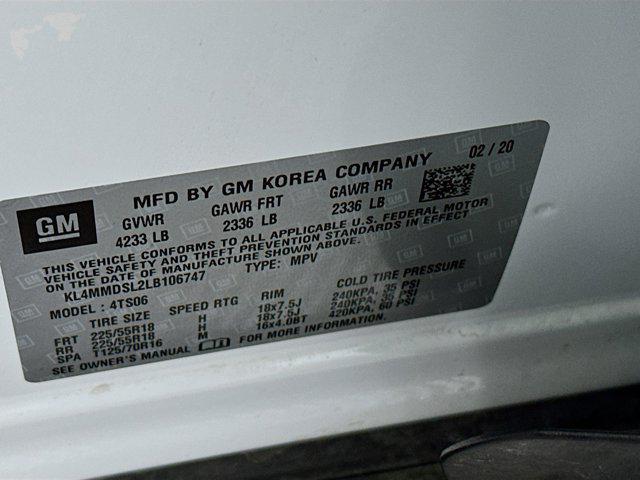 MFD BY GM KOREA COMPANY 02 / 20
GM
GVWR GAWR FRT GAWR RR
4233 LB 2336 LB 2336 LB
THIS VEHICLE CONFORMS TO ALL APPLICABLE U.S. FEDERAL MOTOR
VEHICLE SAFETY AND THEFT PREVENTION STANDARDS IN EFFECT
ON THE DATE OF MANUFACTURE SHOWN ABOVE.
KL4MMDSL2LB106747 TYPE: MPV
MODEL: 4TS06
TIRE SIZE SPEED RTG RIM COLD TIRE PRESSURE
FRT 225/55R18 H 18x7.5J 240KPA, 35 PSI
RR 225/55R18 H 18x7.5J 240KPA, 35 PSI
SPA T125/70R16 M 16x4.0BT 420KPA, 60 PSI
SEE OWNER'S MANUAL FOR MORE INFORMATION